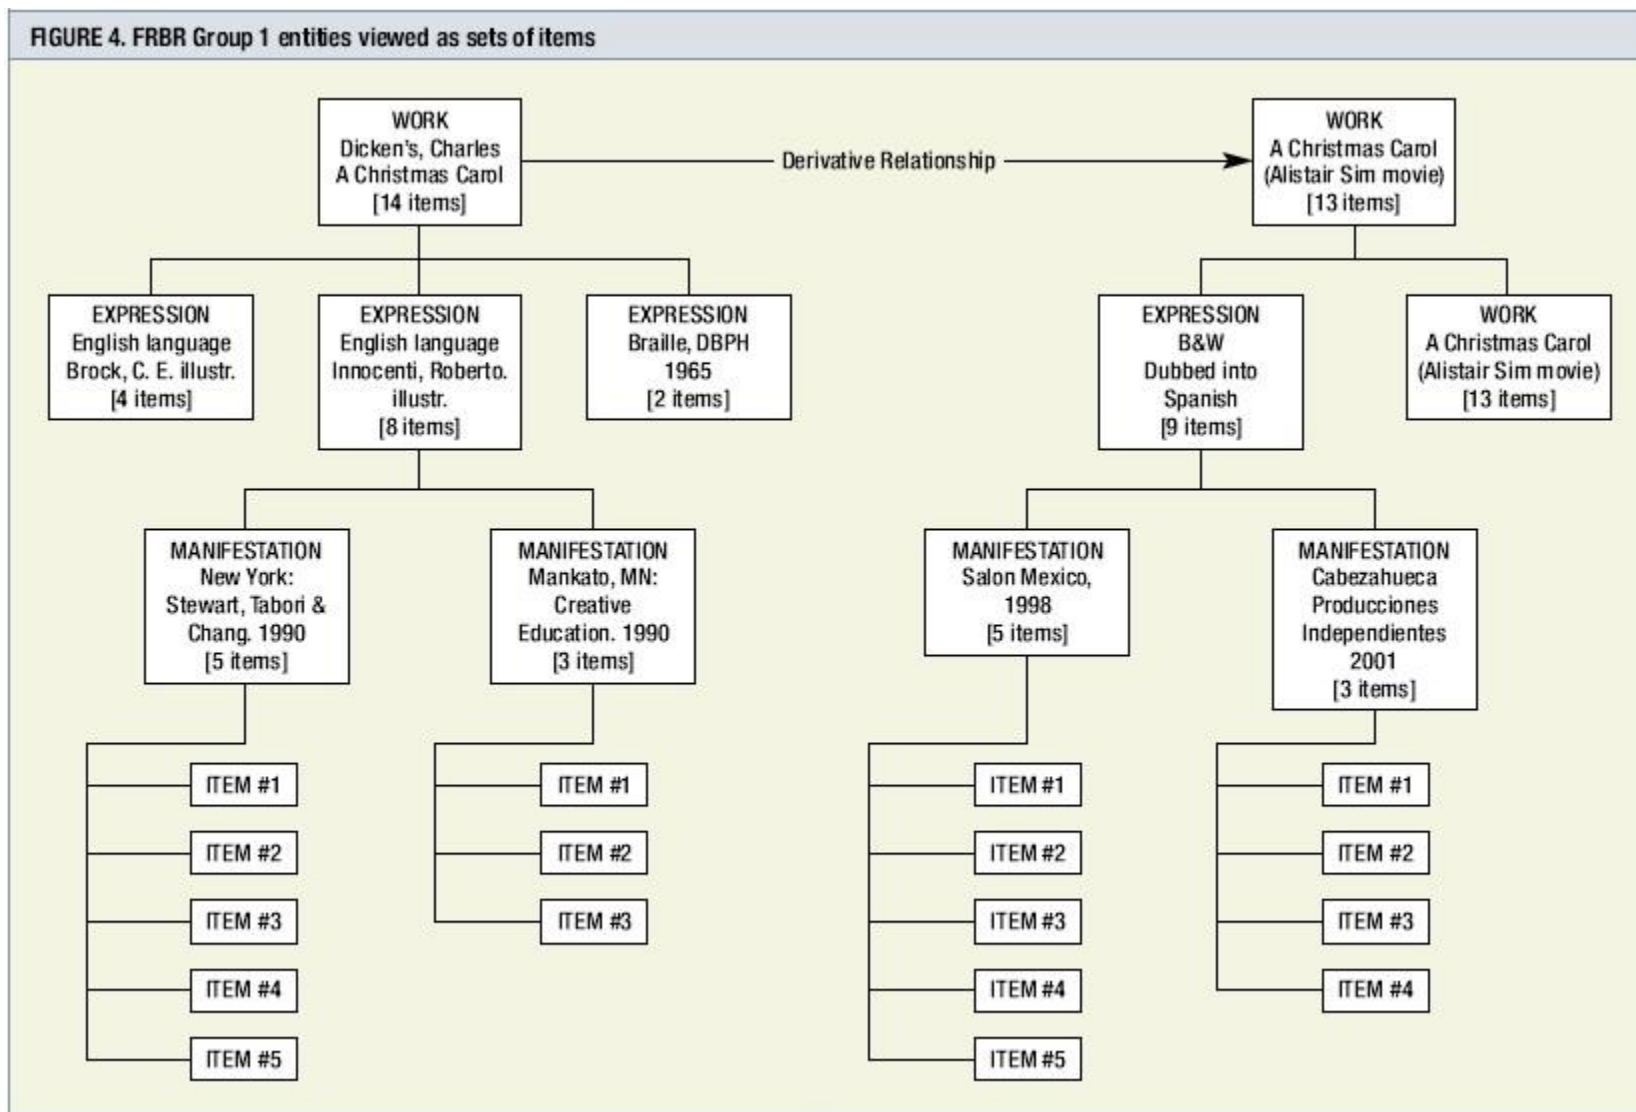 FIGURE 4. FRBR Group 1 entities viewed as sets of items
WORK
Dicken's, Charles
A Christmas Carol
[14 items]
Derivative Relationship
WORK
A Christmas Carol
(Alistair Sim movie)
[13 items]
EXPRESSION
English language
Brock, C. E. illustr.
[4 items]
EXPRESSION
English language
Innocenti, Roberto.
illustr.
[8 items]
EXPRESSION
Braille, DBPH
1965
[2 items]
EXPRESSION
B&W
Dubbed into
Spanish
[9 items]
WORK
A Christmas Carol
(Alistair Sim movie)
[13 items]
MANIFESTATION
New York:
Stewart, Tabori &
Chang. 1990
[5 items]
MANIFESTATION
Mankato, MN:
Creative
Education. 1990
[3 items]
MANIFESTATION
Salon Mexico,
1998
[5 items]
MANIFESTATION
Cabezahueca
Producciones
Independientes
2001
[3 items]
ITEM #1
ITEM #2
ITEM #3
ITEM #4
ITEM #5
ITEM #1
ITEM #2
ITEM #3
ITEM #1
ITEM #2
ITEM #3
ITEM #4
ITEM #5
ITEM #1
ITEM #2
ITEM #3
ITEM #4